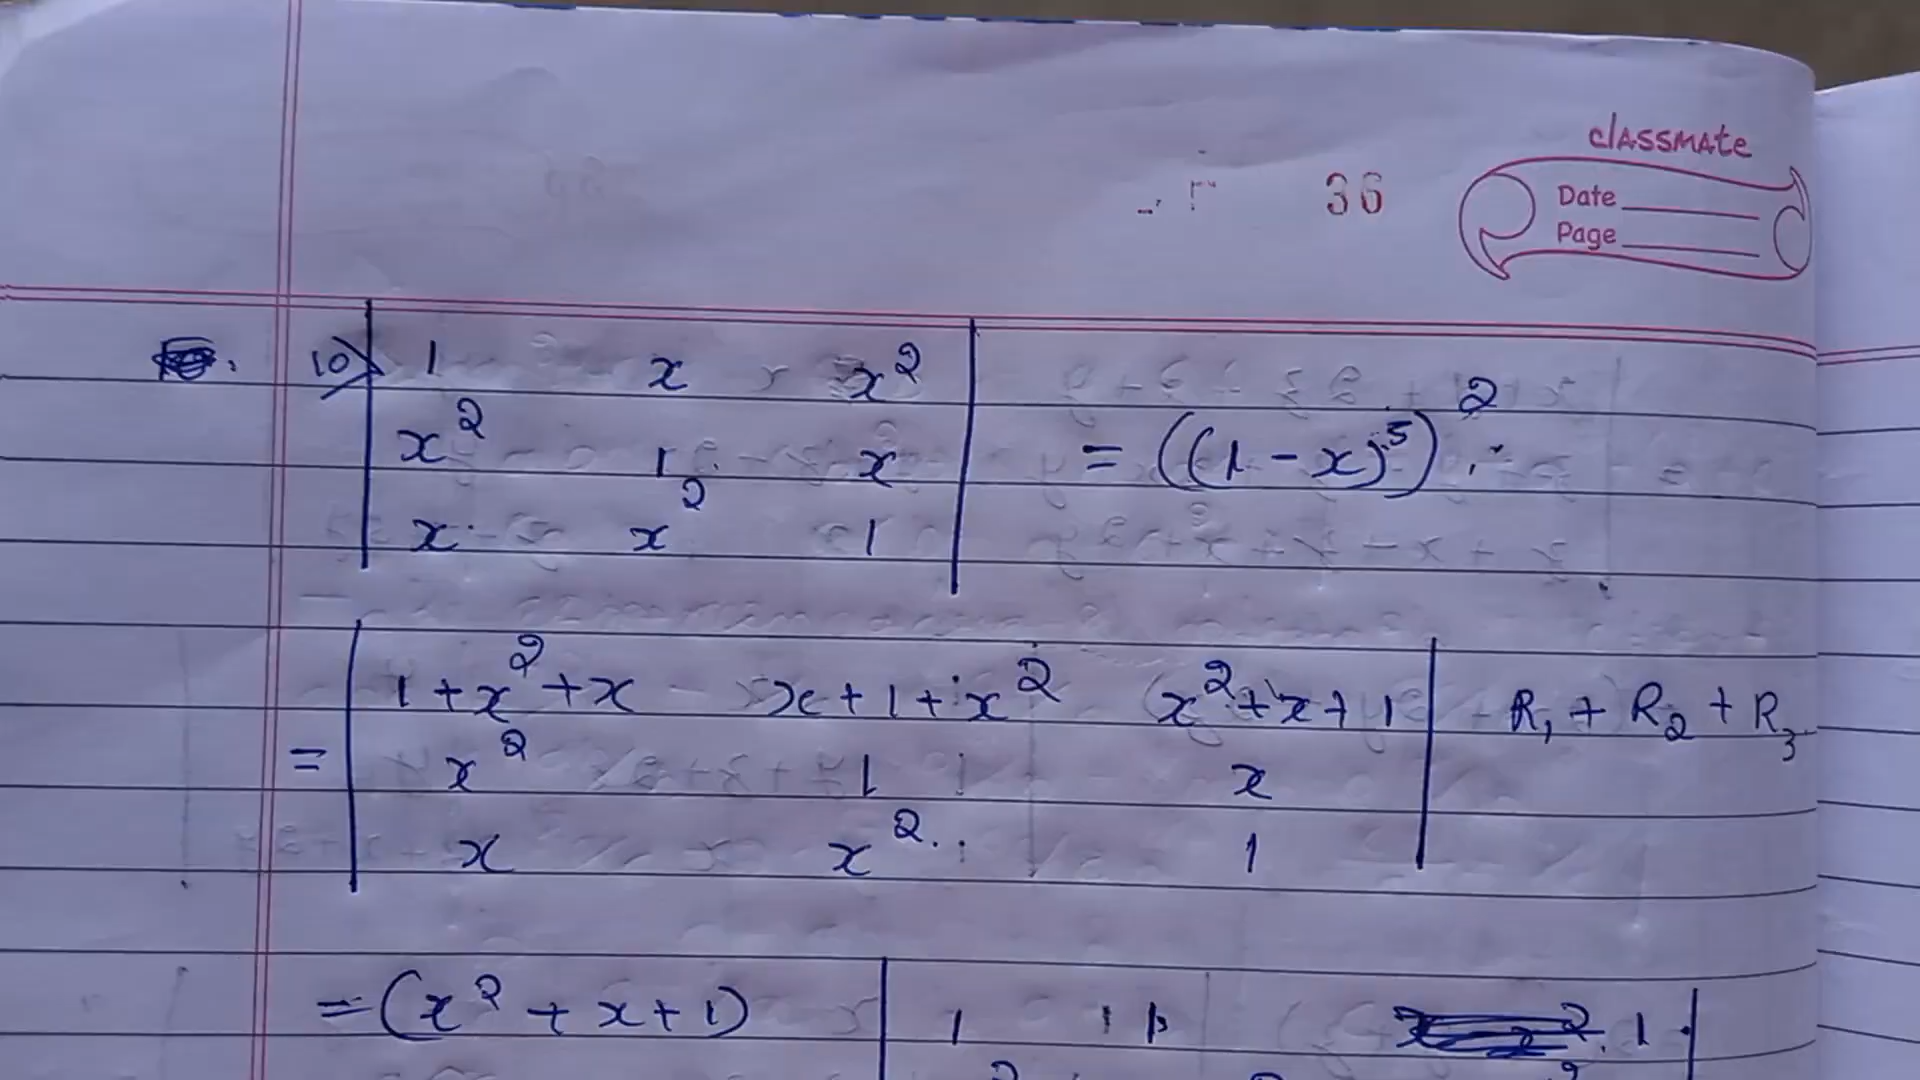 classmate
36
Date
Page
10) | 1 x x² |
| x² 1 x | = ((1 - x)³)²
| x x² 1 |
| 1 + x² + x x + 1 + x² x² + x + 1 | R₁ + R₂ + R₃
= | x² 1 x |
| x x² 1 |
= (x² + x + 1) | 1 1 1 |